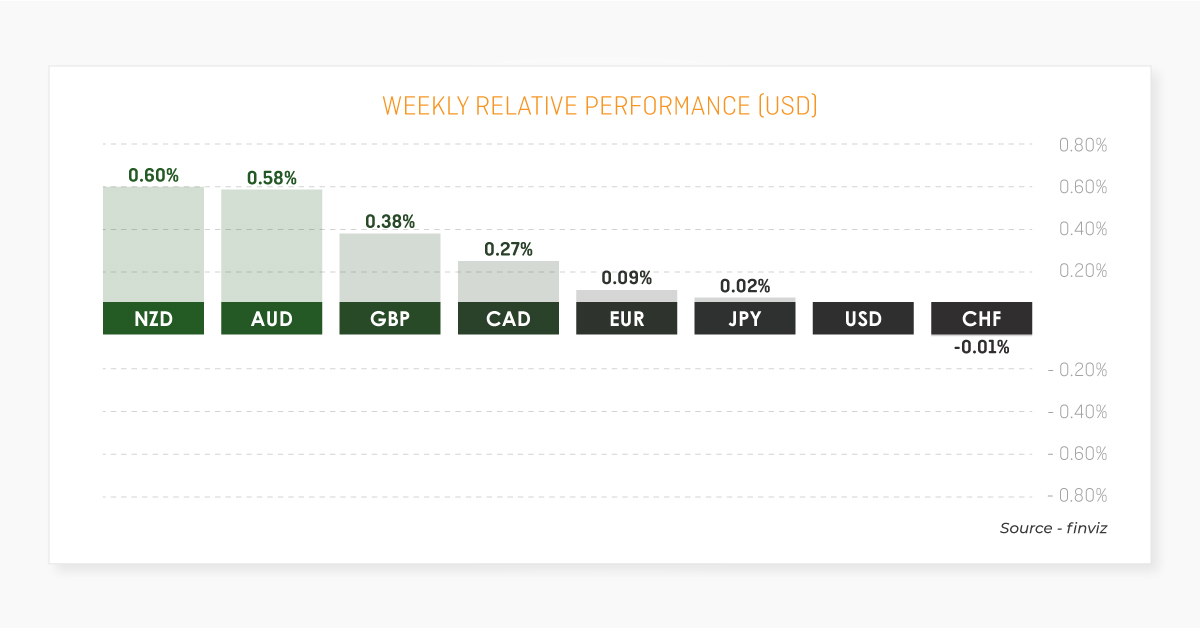 WEEKLY RELATIVE PERFORMANCE (USD)
0.80%
0.60%
0.40%
0.20%
0.60%
0.58%
0.38%
0.27%
0.09%
0.02%
NZD
AUD
GBP
CAD
EUR
JPY
USD
CHF
-0.01%
- 0.20%
- 0.40%
- 0.60%
- 0.80%
Source - finviz